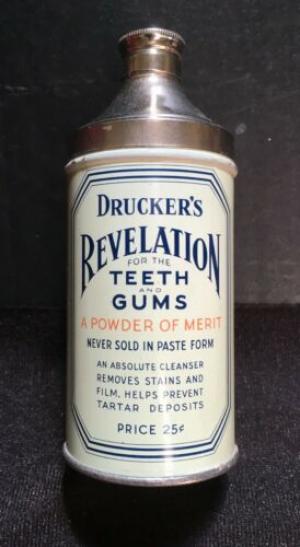 DRUCKER'S
REVELATION
FOR THE
TEETH
AND
GUMS
A POWDER OF MERIT
NEVER SOLD IN PASTE FORM
AN ABSOLUTE CLEANSER
REMOVES STAINS AND
FILM, HELPS PREVENT
TARTAR DEPOSITS
PRICE 25¢